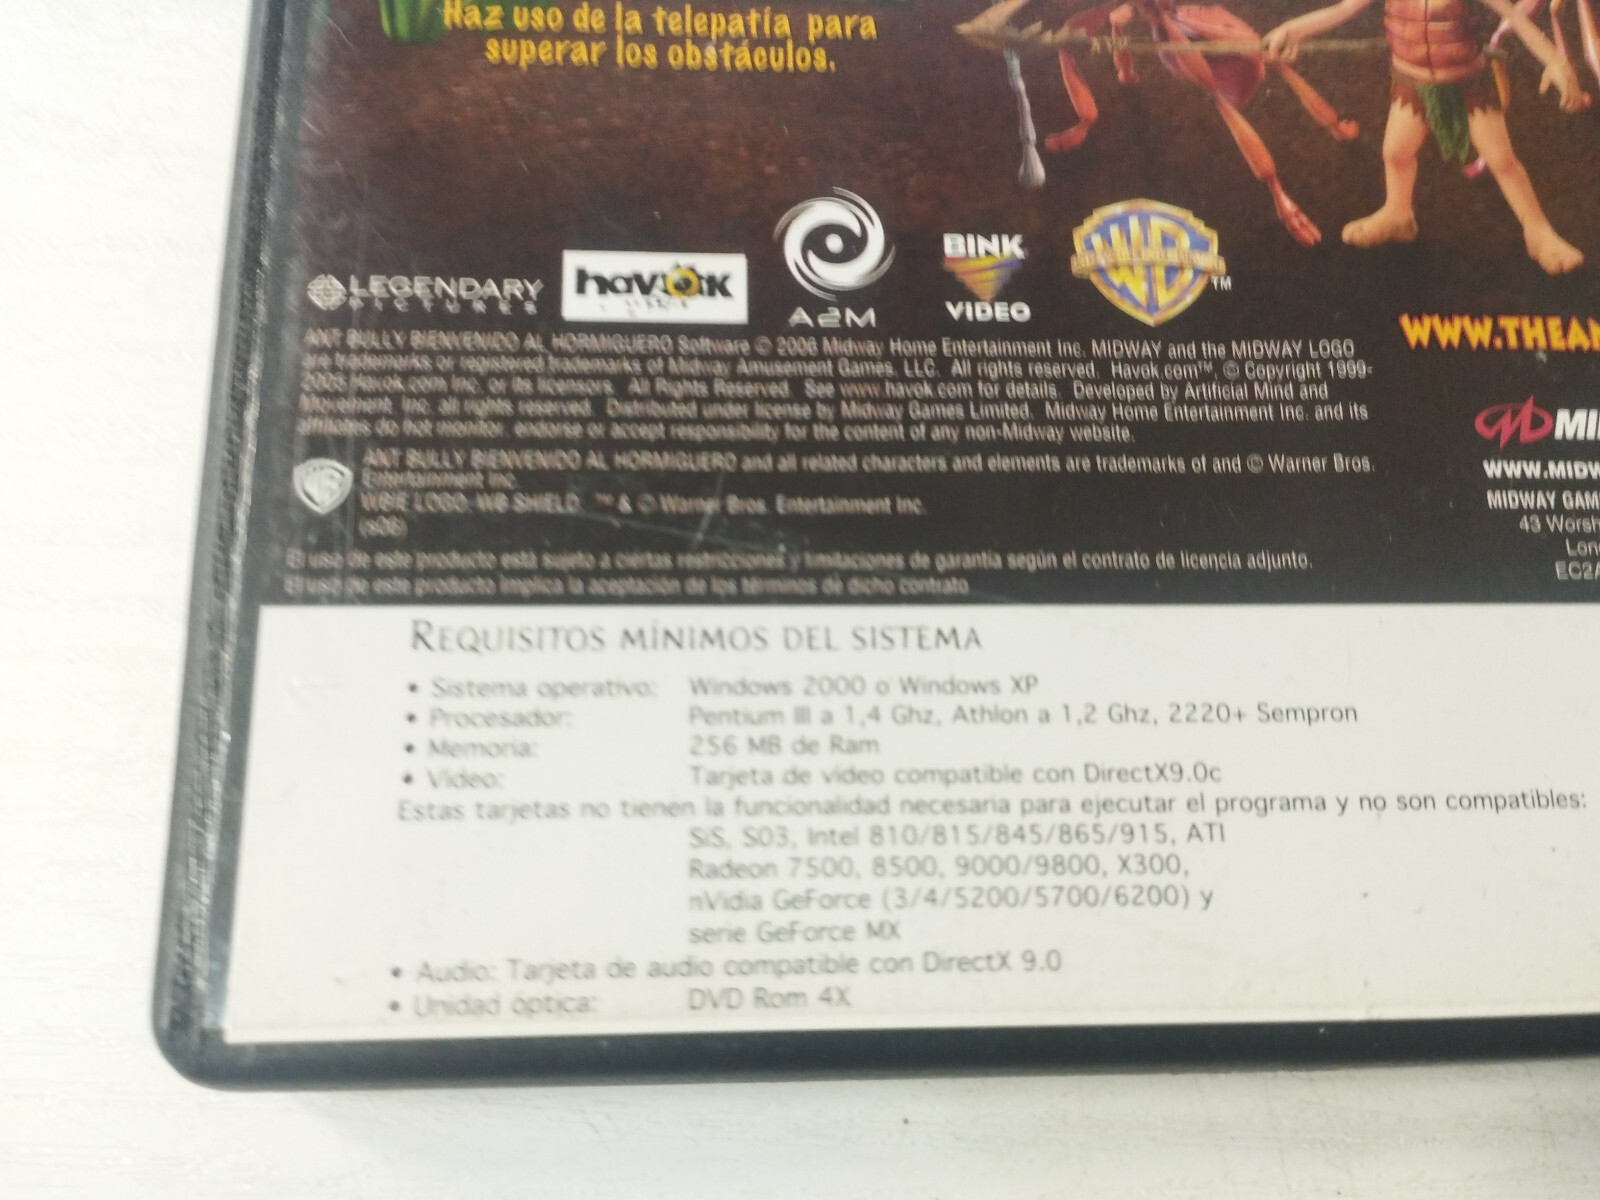 Haz uso de la telepatía para
superar los obstáculos.
LEGENDARY
PICTURES
havok
A2M
BINK
VIDEO
WB
TM
WWW.THEAN
ANT BULLY BIENVENIDO AL HORMIGUERO Software © 2006 Midway Home Entertainment Inc. MIDWAY and the MIDWAY LOGO
are trademarks or registered trademarks of Midway Amusement Games, LLC. All rights reserved. Havok.com™, © Copyright 1999-
2005 Havok.com Inc. or its licensors. All Rights Reserved. See www.havok.com for details. Developed by Artificial Mind and
Movement, Inc. all rights reserved. Distributed under license by Midway Games Limited. Midway Home Entertainment Inc. and its
affiliates do not monitor, endorse or accept responsibility for the content of any non-Midway website.
ANT BULLY BIENVENIDO AL HORMIGUERO and all related characters and elements are trademarks of and © Warner Bros.
Entertainment Inc.
WBIE LOGO, WB SHIELD: ™ & © Warner Bros. Entertainment Inc.
(s06)
MI
WWW.MIDW
MIDWAY GAM
43 Worsh
Lon
EC2A
El uso de este producto está sujeto a ciertas restricciones y limitaciones de garantía según el contrato de licencia adjunto.
El uso de este producto implica la aceptación de los términos de dicho contrato
REQUISITOS MÍNIMOS DEL SISTEMA
• Sistema operativo: Windows 2000 o Windows XP
• Procesador: Pentium III a 1,4 Ghz, Athlon a 1,2 Ghz, 2220+ Sempron
• Memoria: 256 MB de Ram
• Vídeo: Tarjeta de vídeo compatible con DirectX9.0c
Estas tarjetas no tienen la funcionalidad necesaria para ejecutar el programa y no son compatibles:
SiS, S03, Intel 810/815/845/865/915, ATI
Radeon 7500, 8500, 9000/9800, X300,
nVidia GeForce (3/4/5200/5700/6200) y
serie GeForce MX
• Audio: Tarjeta de audio compatible con DirectX 9.0
• Unidad óptica: DVD Rom 4X